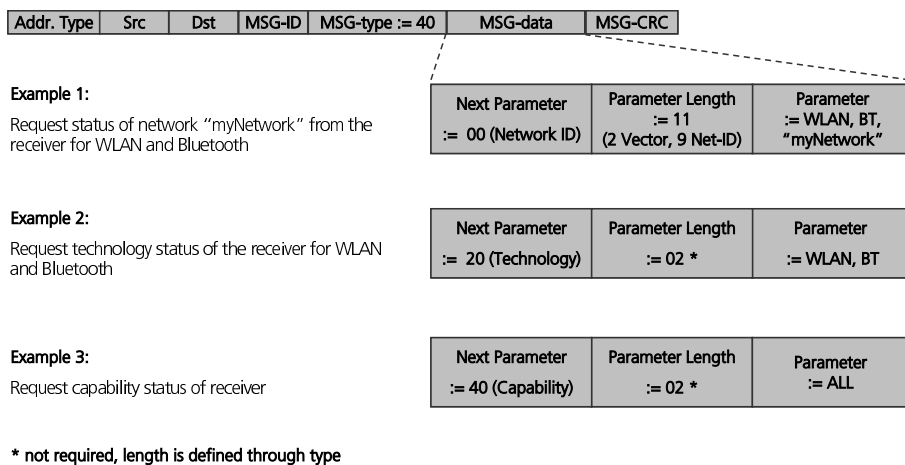 Addr. Type Src Dst MSG-ID MSG-type := 40 MSG-data MSG-CRC
Example 1:
Request status of network “myNetwork” from the
receiver for WLAN and Bluetooth
Next Parameter
:= 00 (Network ID)
Parameter Length
:= 11
(2 Vector, 9 Net-ID)
Parameter
:= WLAN, BT,
“myNetwork”
Example 2:
Request technology status of the receiver for WLAN
and Bluetooth
Next Parameter
:= 20 (Technology)
Parameter Length
:= 02 *
Parameter
:= WLAN, BT
Example 3:
Request capability status of receiver
Next Parameter
:= 40 (Capability)
Parameter Length
:= 02 *
Parameter
:= ALL
* not required, length is defined through type